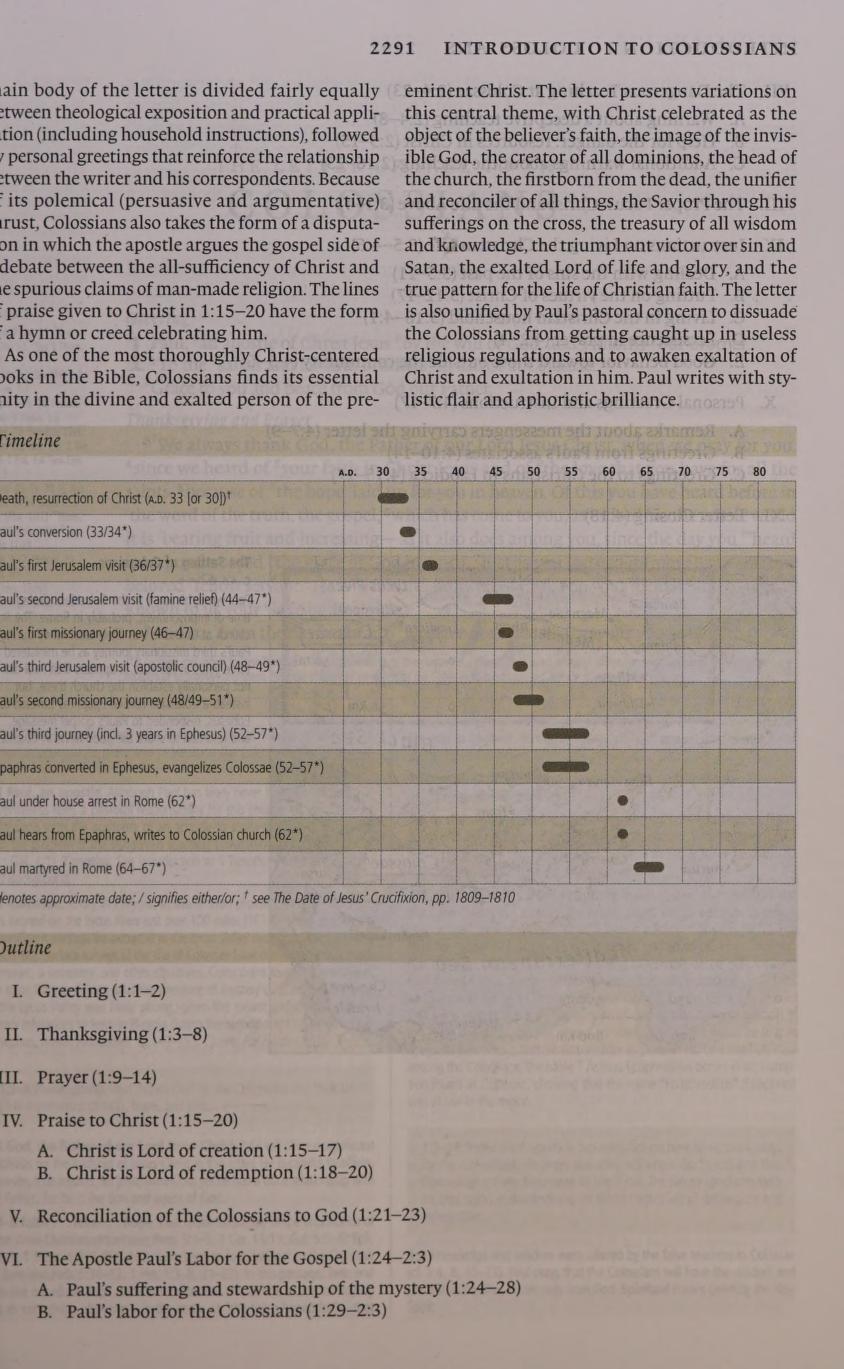 2291 INTRODUCTION TO COLOSSIANS
ain body of the letter is divided fairly equally
etween theological exposition and practical appli-
tion (including household instructions), followed
personal greetings that reinforce the relationship
etween the writer and his correspondents. Because
its polemical (persuasive and argumentative)
rust, Colossians also takes the form of a disputa-
on in which the apostle argues the gospel side of
debate between the all-sufficiency of Christ and
e spurious claims of man-made religion. The lines
praise given to Christ in 1:15–20 have the form
a hymn or creed celebrating him.
As one of the most thoroughly Christ-centered
ooks in the Bible, Colossians finds its essential
nity in the divine and exalted person of the pre-
eminent Christ. The letter presents variations on
this central theme, with Christ celebrated as the
object of the believer's faith, the image of the invis-
ible God, the creator of all dominions, the head of
the church, the firstborn from the dead, the unifier
and reconciler of all things, the Savior through his
sufferings on the cross, the treasury of all wisdom
and knowledge, the triumphant victor over sin and
Satan, the exalted Lord of life and glory, and the
true pattern for the life of Christian faith. The letter
is also unified by Paul's pastoral concern to dissuade
the Colossians from getting caught up in useless
religious regulations and to awaken exaltation of
Christ and exultation in him. Paul writes with sty-
listic flair and aphoristic brilliance.
Timeline
A.D. 30 35 40 45 50 55 60 65 70 75 80
eath, resurrection of Christ (A.D. 33 [or 30])†
aul's conversion (33/34*)
aul's first Jerusalem visit (36/37*)
aul's second Jerusalem visit (famine relief) (44–47*)
aul's first missionary journey (46–47)
aul's third Jerusalem visit (apostolic council) (48–49*)
aul's second missionary journey (48/49–51*)
aul's third journey (incl. 3 years in Ephesus) (52–57*)
paphras converted in Ephesus, evangelizes Colossae (52–57*)
aul under house arrest in Rome (62*)
aul hears from Epaphras, writes to Colossian church (62*)
aul martyred in Rome (64–67*)
denotes approximate date; / signifies either/or; † see The Date of Jesus' Crucifixion, pp. 1809–1810
Outline
I. Greeting (1:1–2)
II. Thanksgiving (1:3–8)
III. Prayer (1:9–14)
IV. Praise to Christ (1:15–20)
A. Christ is Lord of creation (1:15–17)
B. Christ is Lord of redemption (1:18–20)
V. Reconciliation of the Colossians to God (1:21–23)
VI. The Apostle Paul's Labor for the Gospel (1:24–2:3)
A. Paul's suffering and stewardship of the mystery (1:24–28)
B. Paul's labor for the Colossians (1:29–2:3)